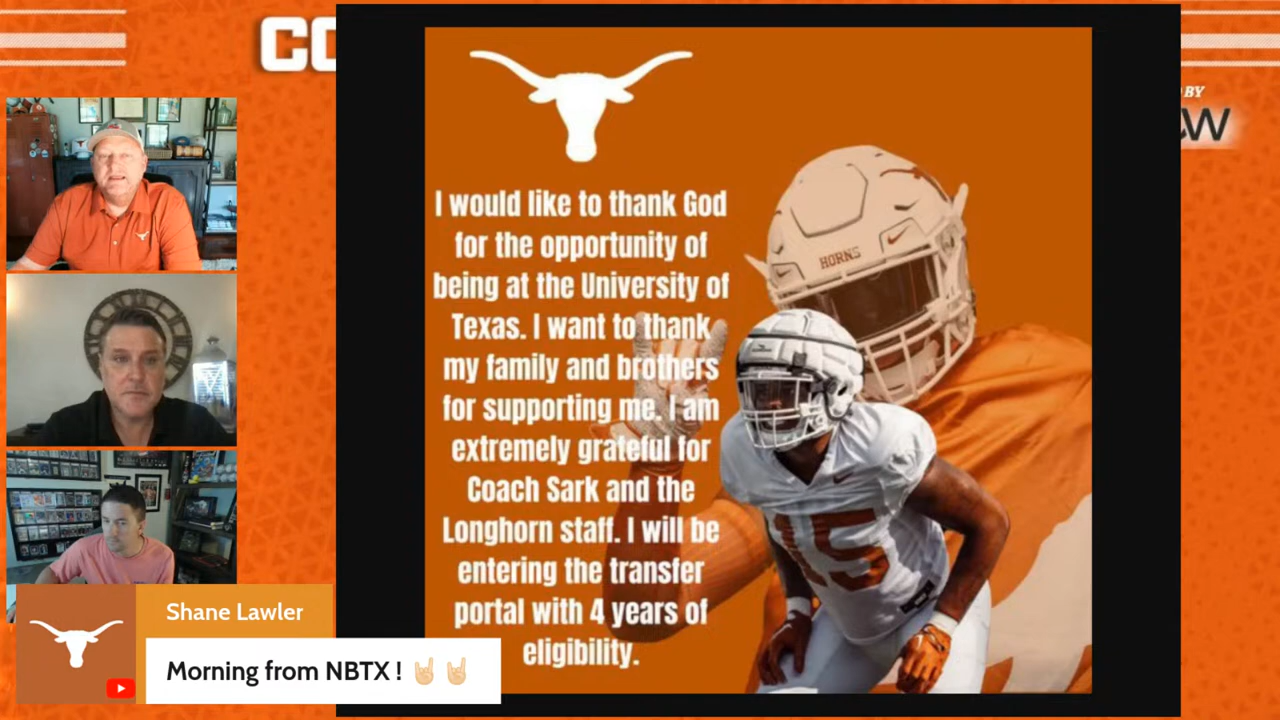 CO
BY
W
HORNS
I would like to thank God
for the opportunity of
being at the University of
Texas. I want to thank
my family and brothers
for supporting me. I am
extremely grateful for
Coach Sark and the
Longhorn staff. I will be
entering the transfer
portal with 4 years of
eligibility.
15
Shane Lawler
Morning from NBTX ! 🤘🏻 🤘🏻